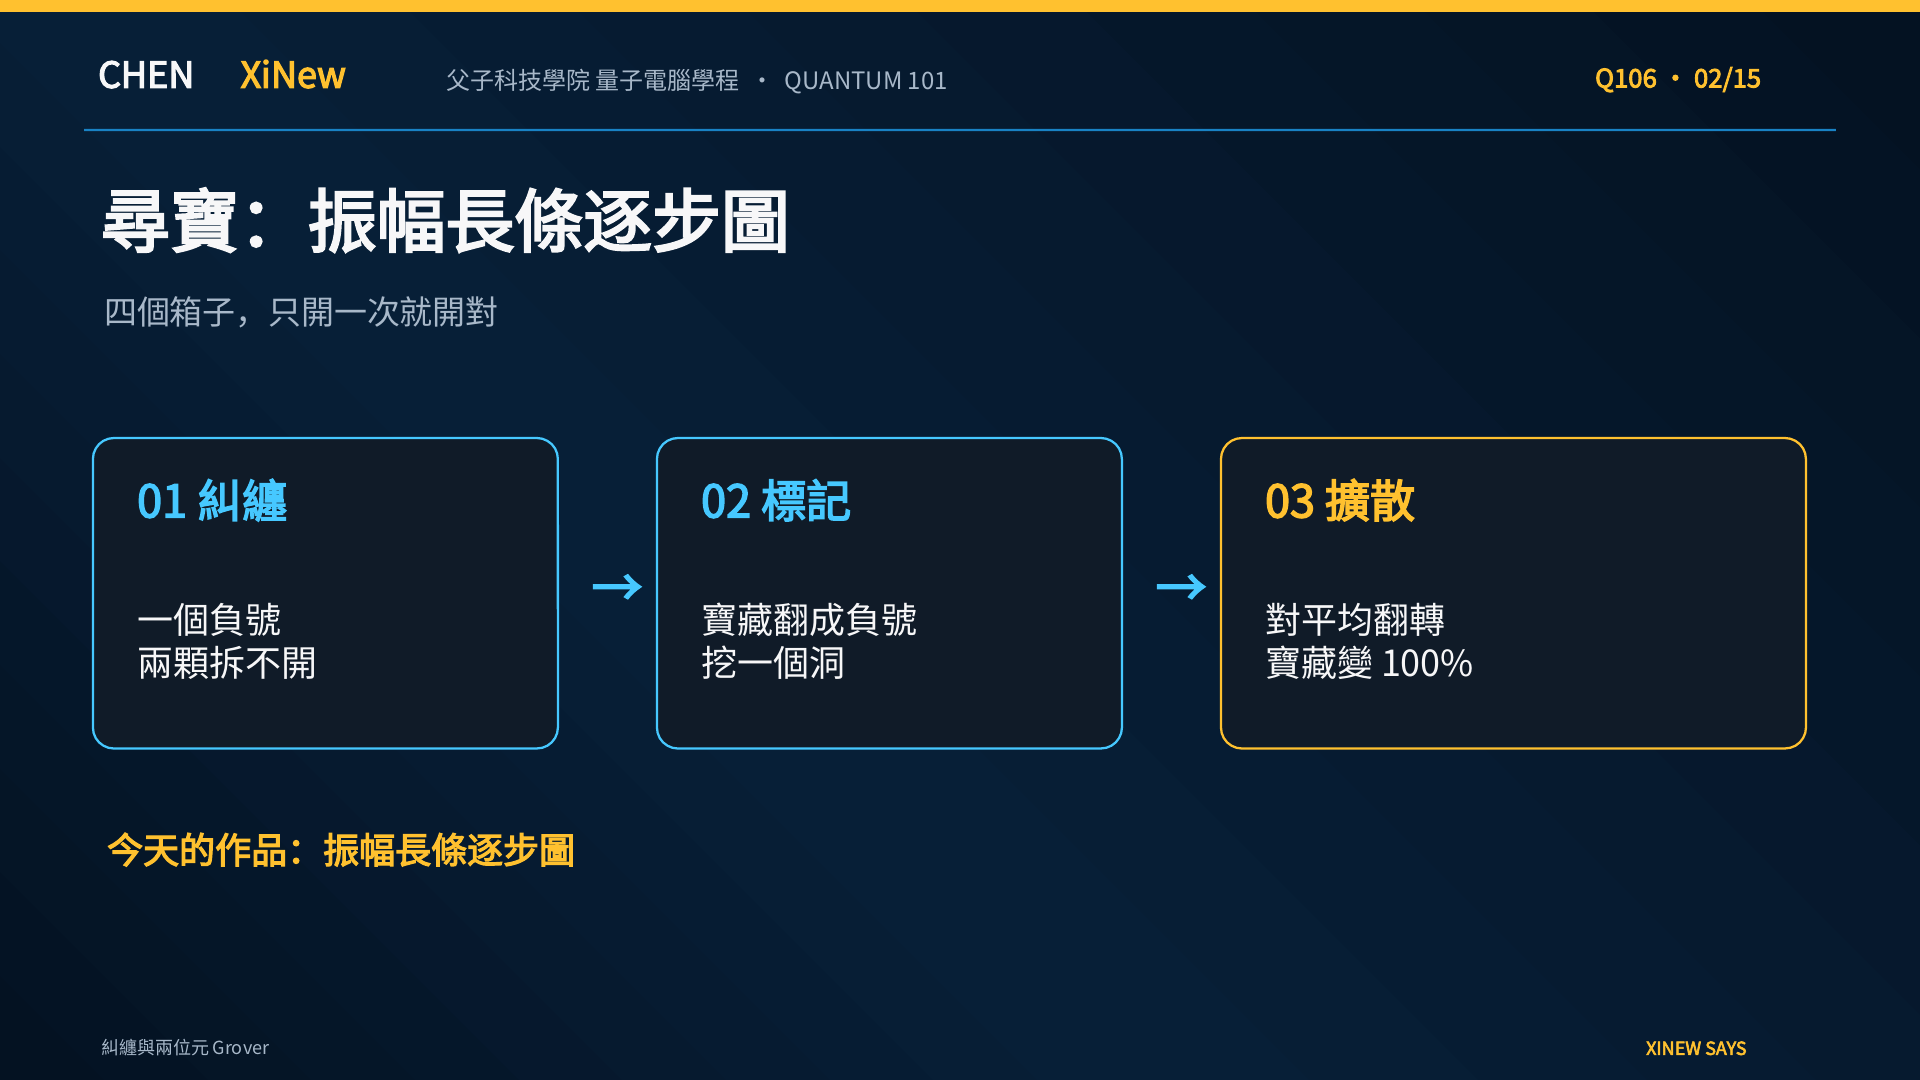 CHEN XiNew 父子科技學院 量子電腦學程 • QUANTUM 101 Q106 • 02/15
尋寶：振幅長條逐步圖
四個箱子，只開一次就開對
01 糾纏
一個負號
兩顆拆不開
→
02 標記
寶藏翻成負號
挖一個洞
→
03 擴散
對平均翻轉
寶藏變 100%
今天的作品：振幅長條逐步圖
糾纏與兩位元 Grover
XINEW SAYS